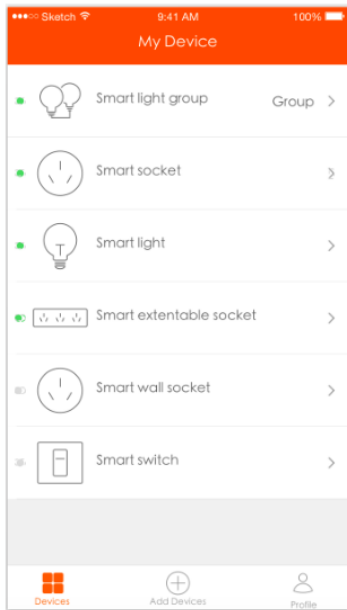 Sketch 9:41 AM 100%
My Device
Smart light group Group
Smart socket
Smart light
Smart extentable socket
Smart wall socket
Smart switch
Devices Add Devices Profile